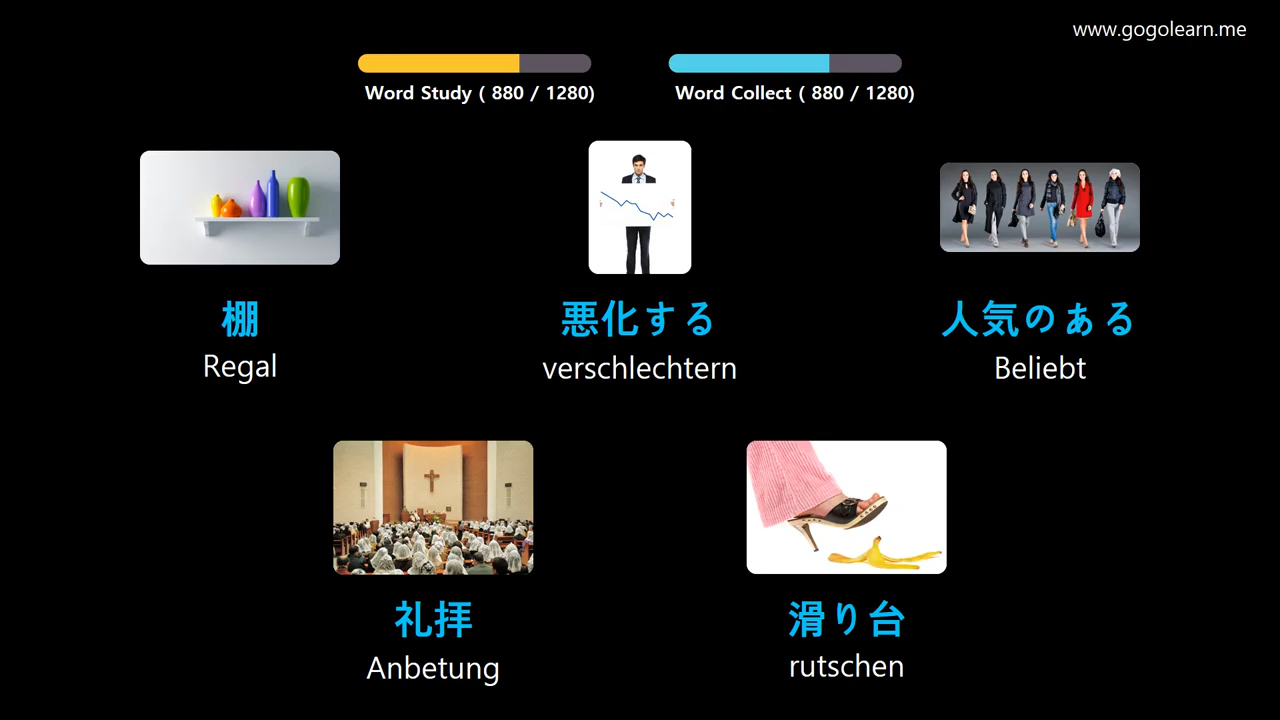 www.gogolearn.me
Word Study ( 880 / 1280)
Word Collect ( 880 / 1280)
棚
Regal
悪化する
verschlechtern
人気のある
Beliebt
礼拝
Anbetung
滑り台
rutschen